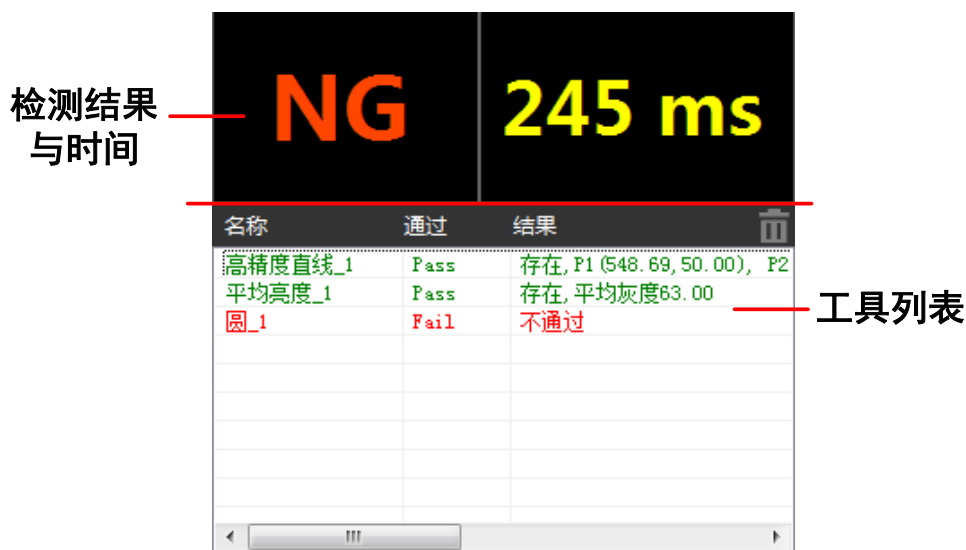 检测结果
与时间
NG
245 ms
名称 通过 结果
高精度直线_1 Pass 存在,P1(548.69,50.00), P2
平均亮度_1 Pass 存在,平均灰度63.00
圆_1 Fail 不通过
工具列表